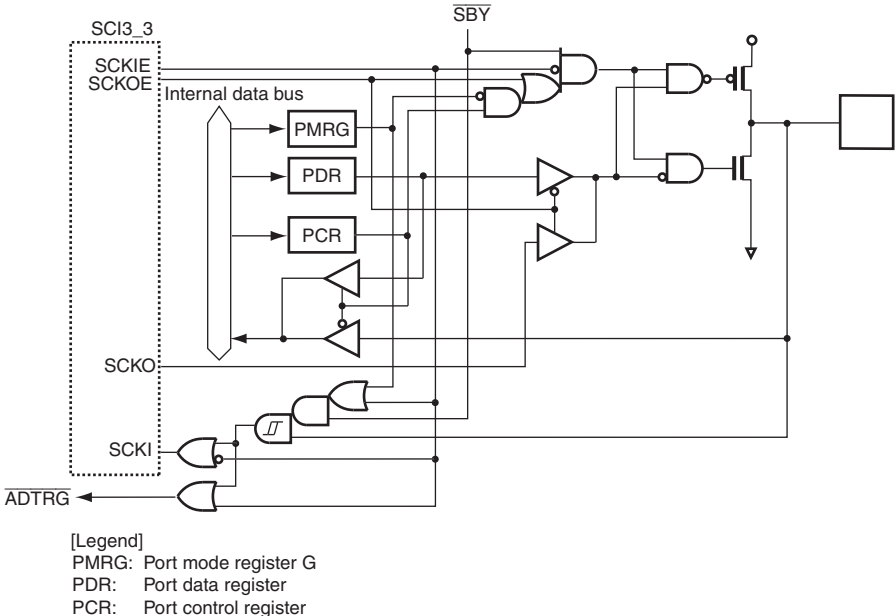 SBY
SCI3_3
SCKIE
SCKOE
Internal data bus
PMRG
PDR
PCR
SCKO
SCKI
ADTRG
[Legend]
PMRG: Port mode register G
PDR: Port data register
PCR: Port control register